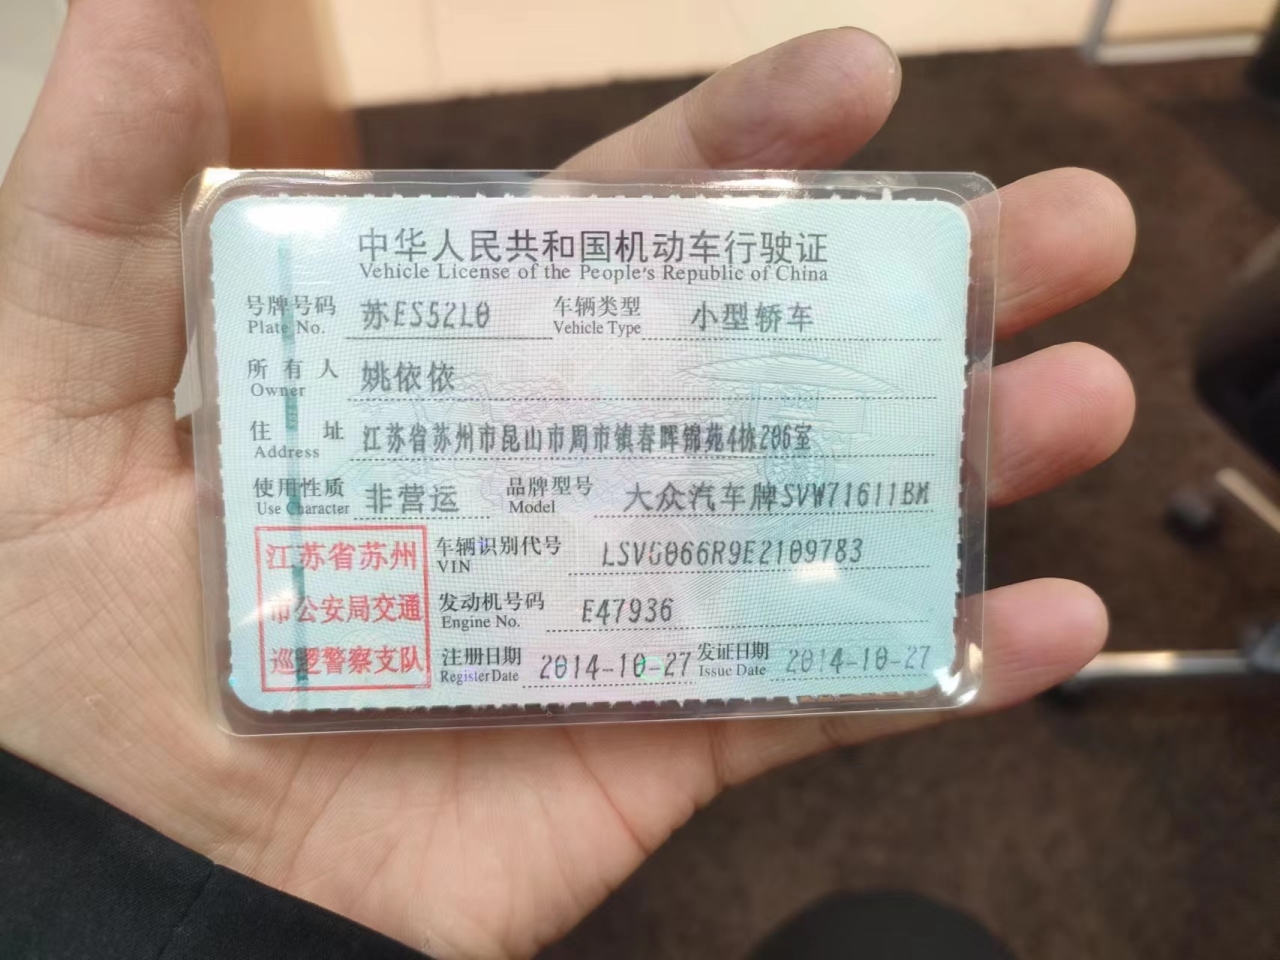 中华人民共和国机动车行驶证
Vehicle License of the People's Republic of China
号牌号码 苏ES52L0 车辆类型 小型轿车
Plate No. Vehicle Type
所有人 姚依依
Owner
住址 江苏省苏州市昆山市周市镇春晖锦苑4栋206室
Address
使用性质 非营运 品牌型号 大众汽车牌SVW71611BM
Use Character Model
江苏省苏州
市公安局交通
巡逻警察支队
车辆识别代号 LSVG066R9E2109783
VIN
发动机号码 E47936
Engine No.
注册日期 2014-10-27 发证日期 2014-10-27
Register Date Issue Date